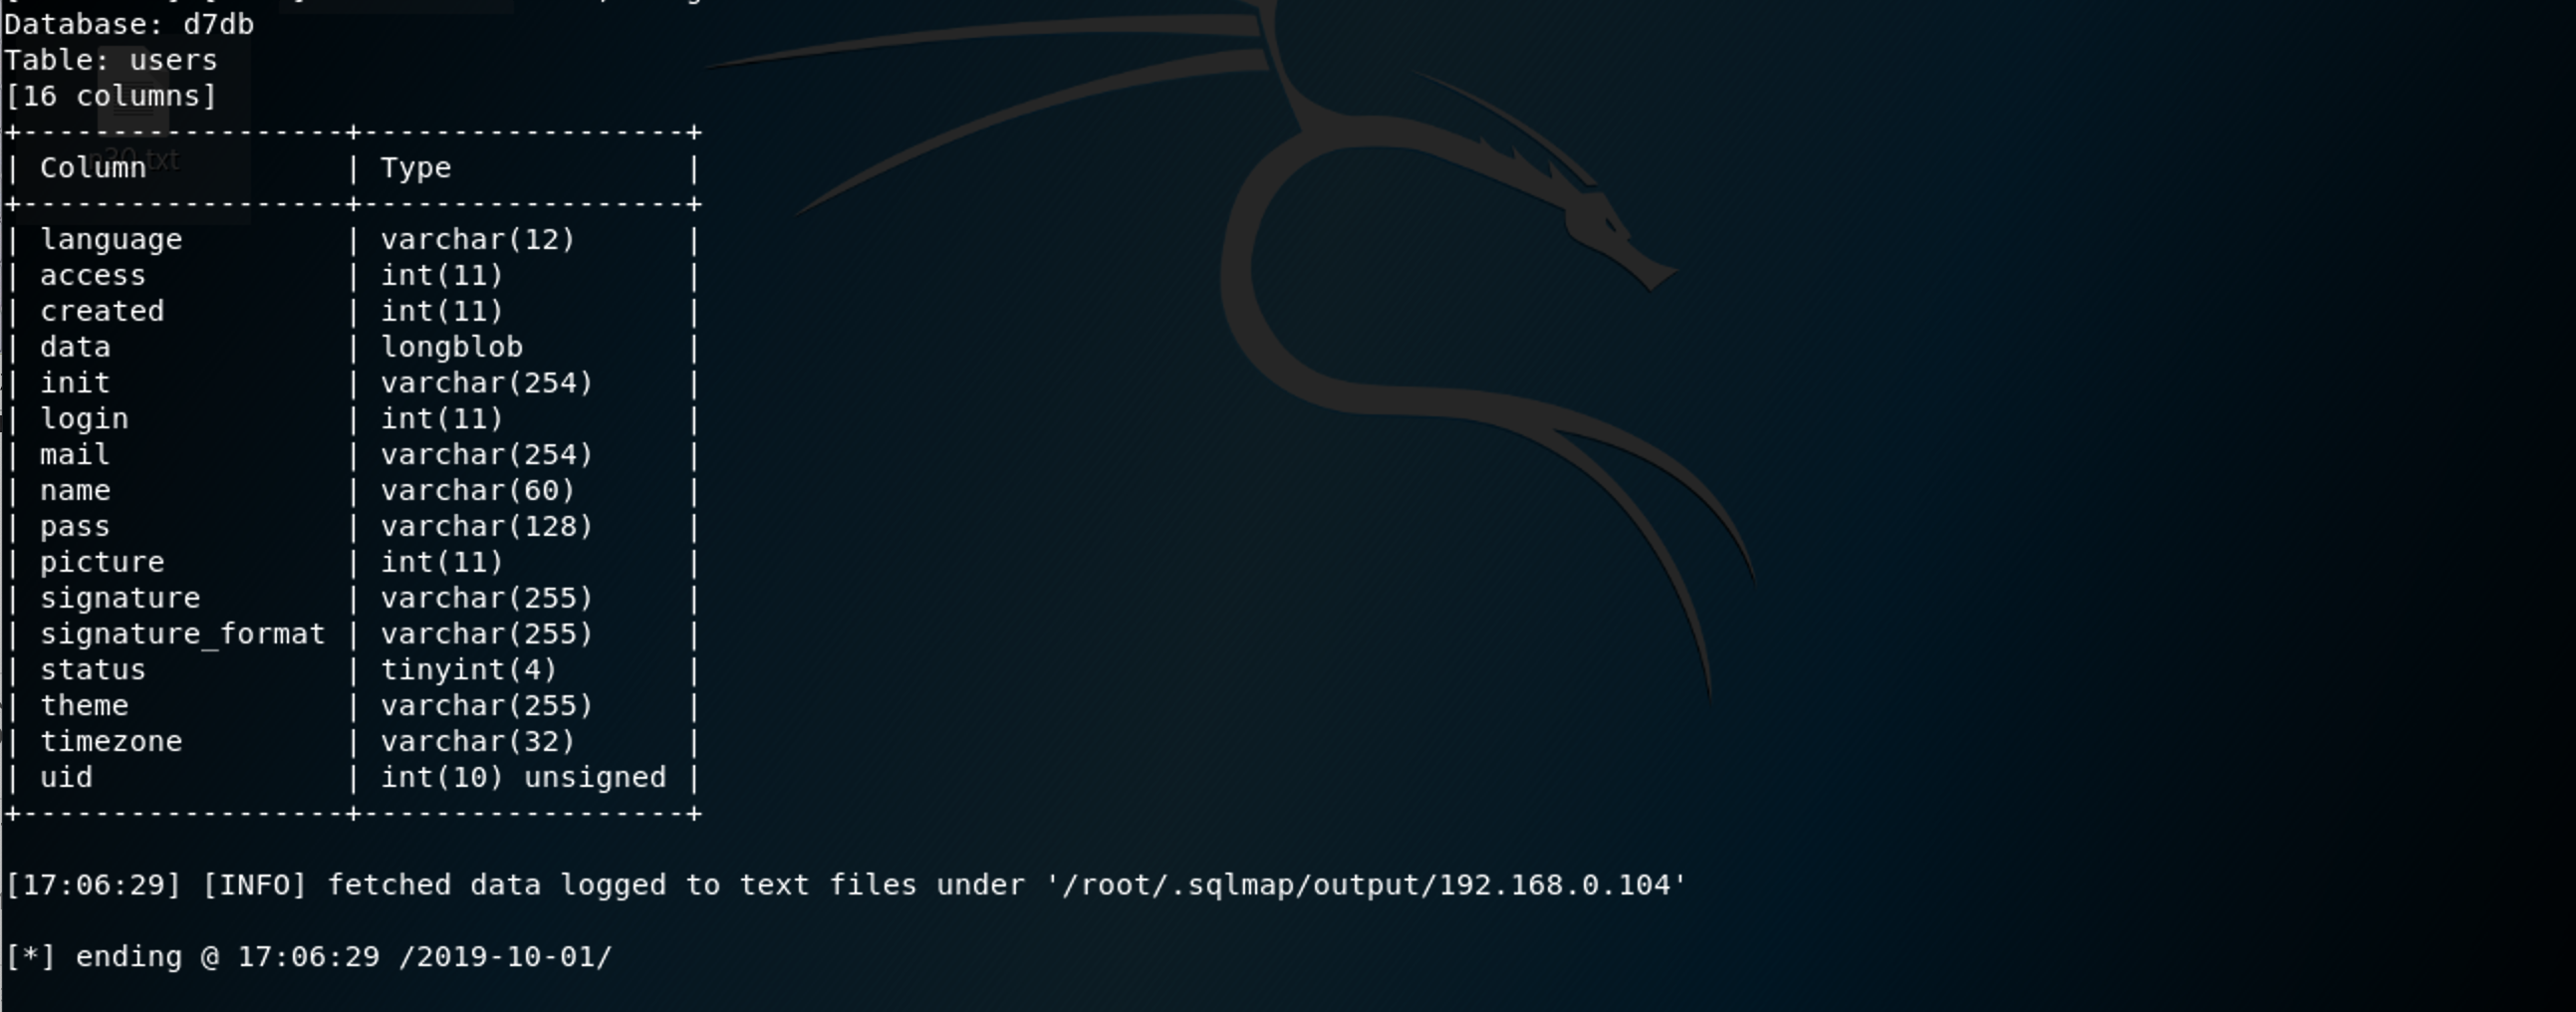 Database: d7db
Table: users
[16 columns]
+------------------+------------------+
| Column | Type |
+------------------+------------------+
| language | varchar(12) |
| access | int(11) |
| created | int(11) |
| data | longblob |
| init | varchar(254) |
| login | int(11) |
| mail | varchar(254) |
| name | varchar(60) |
| pass | varchar(128) |
| picture | int(11) |
| signature | varchar(255) |
| signature_format | varchar(255) |
| status | tinyint(4) |
| theme | varchar(255) |
| timezone | varchar(32) |
| uid | int(10) unsigned |
+------------------+------------------+
[17:06:29] [INFO] fetched data logged to text files under '/root/.sqlmap/output/192.168.0.104'
[*] ending @ 17:06:29 /2019-10-01/